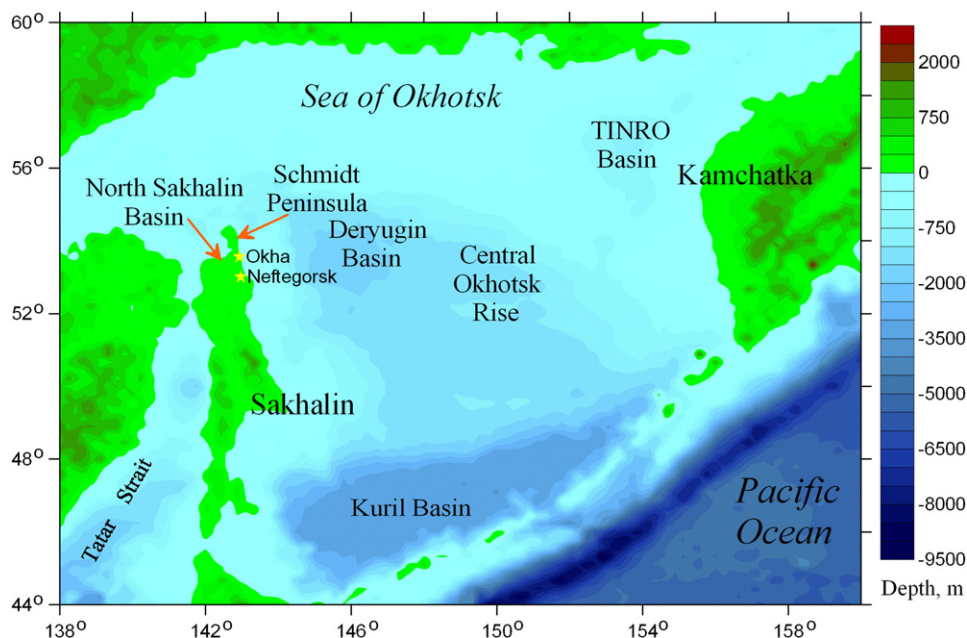 60°
Sea of Okhotsk
TINRO
Basin
56°
Kamchatka
North Sakhalin
Basin
Schmidt
Peninsula
Deryugin
Basin
Okha
Neftegorsk
Central
Okhotsk
Rise
52°
Sakhalin
48°
Tatar Strait
Kuril Basin
Pacific
Ocean
44°
138°
142°
146°
150°
154°
158°
2000
750
0
-750
-2000
-3500
-5000
-6500
-8000
-9500
Depth, m